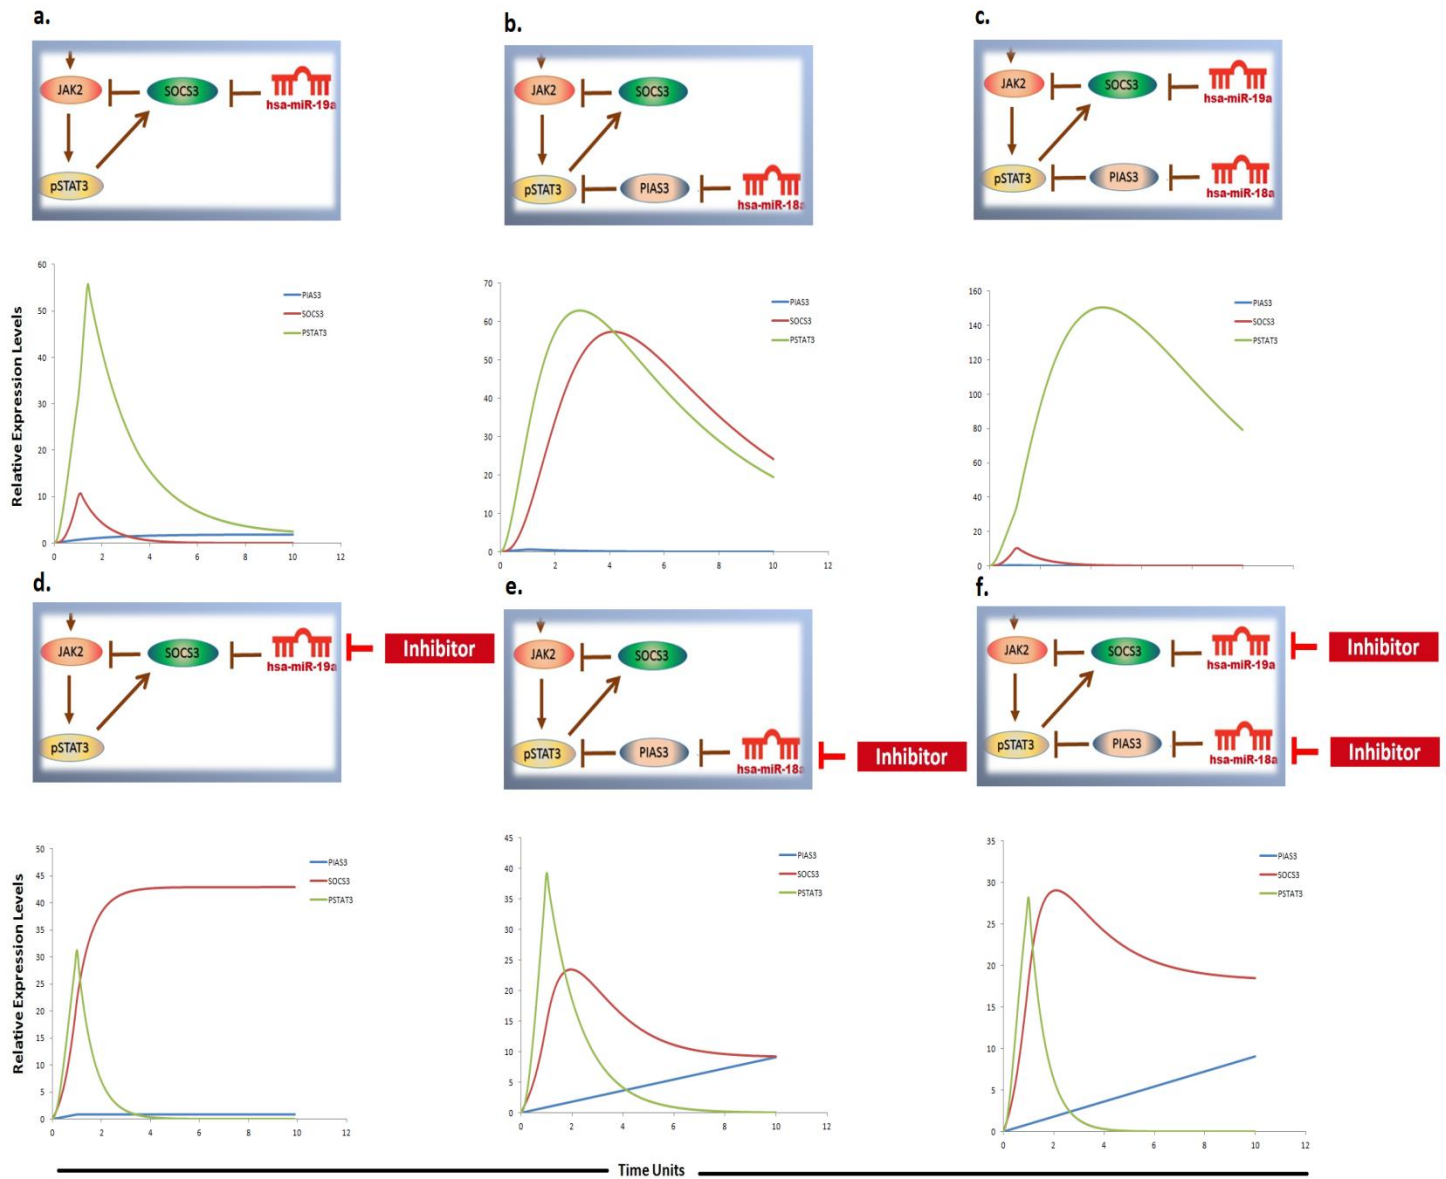 a.
JAK2
SOCS3
hsa-miR-19a
pSTAT3
b.
JAK2
SOCS3
pSTAT3
PIAS3
hsa-miR-18a
c.
JAK2
SOCS3
hsa-miR-19a
pSTAT3
PIAS3
hsa-miR-18a
Relative Expression Levels
60
50
40
30
20
10
0
0 2 4 6 8 10 12
PIAS3
SOCS3
PSTAT3
70
60
50
40
30
20
10
0
0 2 4 6 8 10 12
PIAS3
SOCS3
PSTAT3
160
140
120
100
80
60
40
20
0
PIAS3
SOCS3
PSTAT3
d.
JAK2
SOCS3
hsa-miR-19a
Inhibitor
pSTAT3
e.
JAK2
SOCS3
pSTAT3
PIAS3
hsa-miR-18a
Inhibitor
f.
JAK2
SOCS3
hsa-miR-19a
Inhibitor
pSTAT3
PIAS3
hsa-miR-18a
Inhibitor
Relative Expression Levels
50
45
40
35
30
25
20
15
10
5
0
0 2 4 6 8 10 12
PIAS3
SOCS3
PSTAT3
45
40
35
30
25
20
15
10
5
0
0 2 4 6 8 10 12
PIAS3
SOCS3
PSTAT3
35
30
25
20
15
10
5
0
0 2 4 6 8 10 12
PIAS3
SOCS3
PSTAT3
Time Units